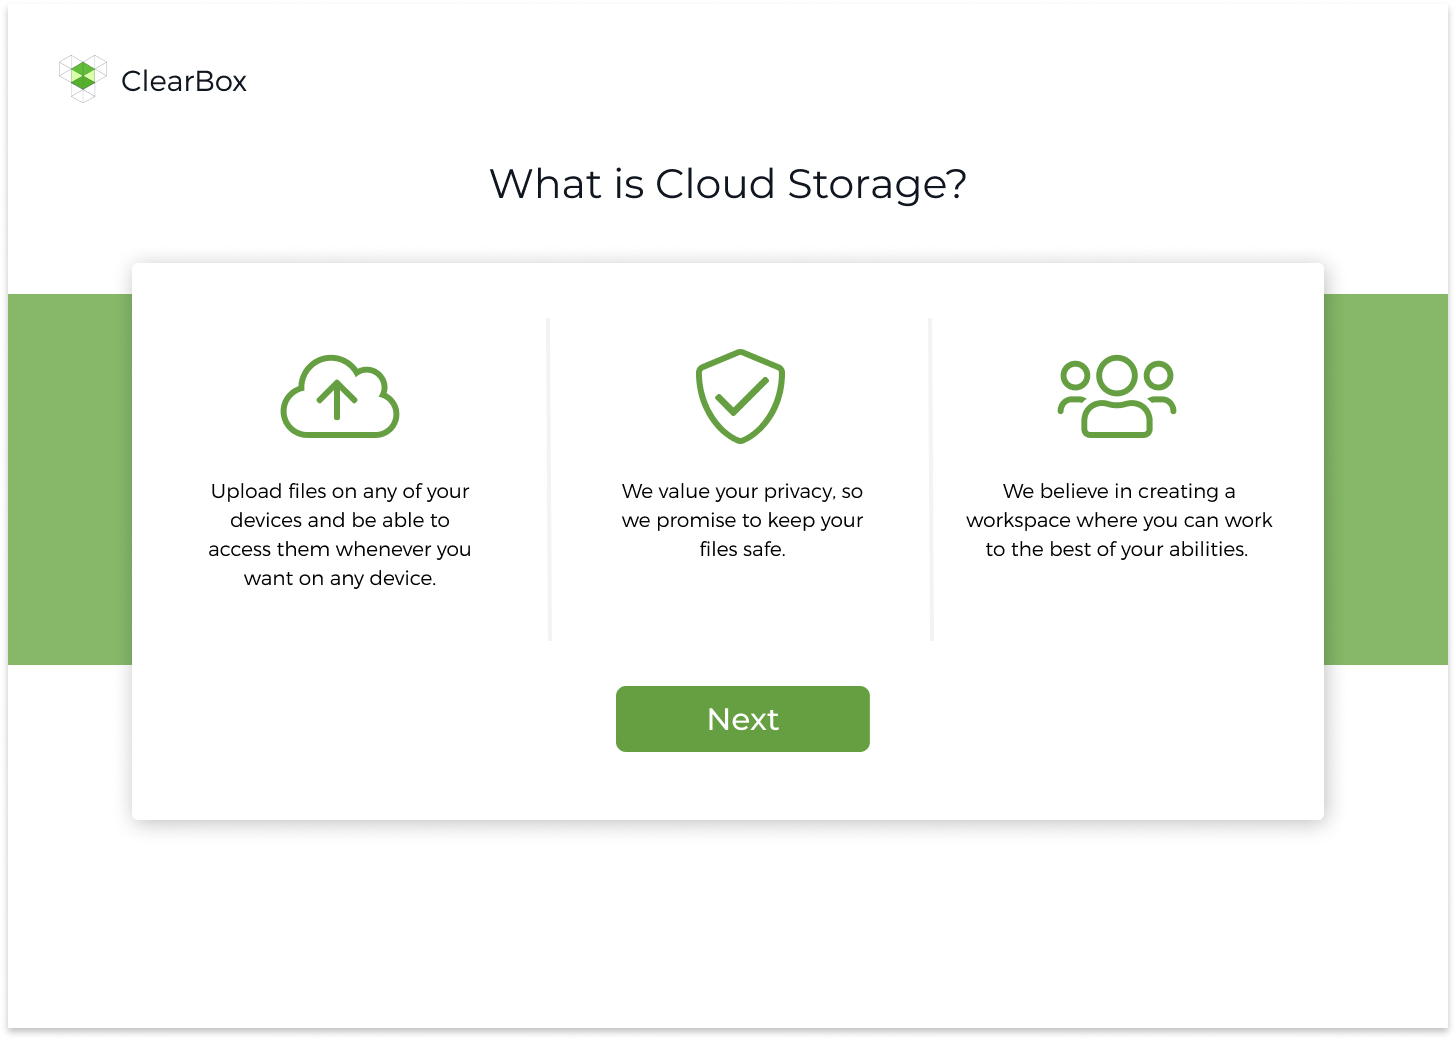 ClearBox
What is Cloud Storage?
Upload files on any of your
devices and be able to
access them whenever you
want on any device.
We value your privacy, so
we promise to keep your
files safe.
We believe in creating a
workspace where you can work
to the best of your abilities.
Next